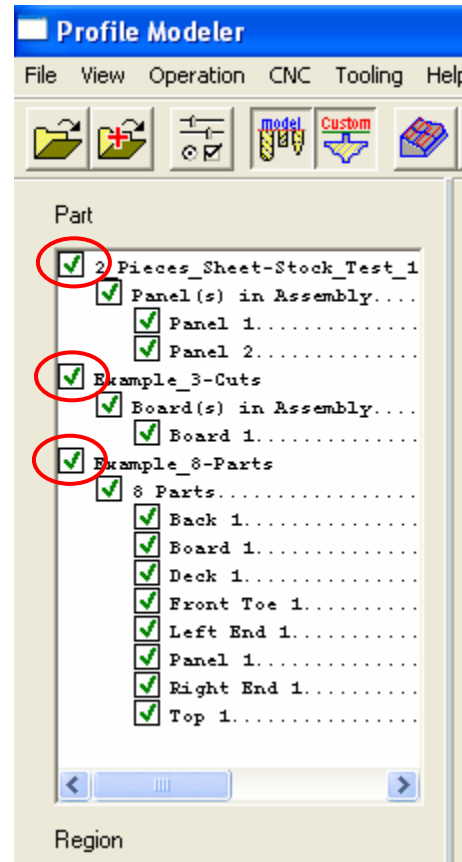 Profile Modeler
File View Operation CNC Tooling Help
model Custom
Part
2_Pieces_Sheet-Stock_Test_1
Panel(s) in Assembly....
Panel 1..............
Panel 2..............
Example_3-Cuts
Board(s) in Assembly....
Board 1..............
Example_8-Parts
8 Parts.................
Back 1...............
Board 1..............
Deck 1...............
Front Toe 1..........
Left End 1...........
Panel 1..............
Right End 1..........
Top 1................
Region